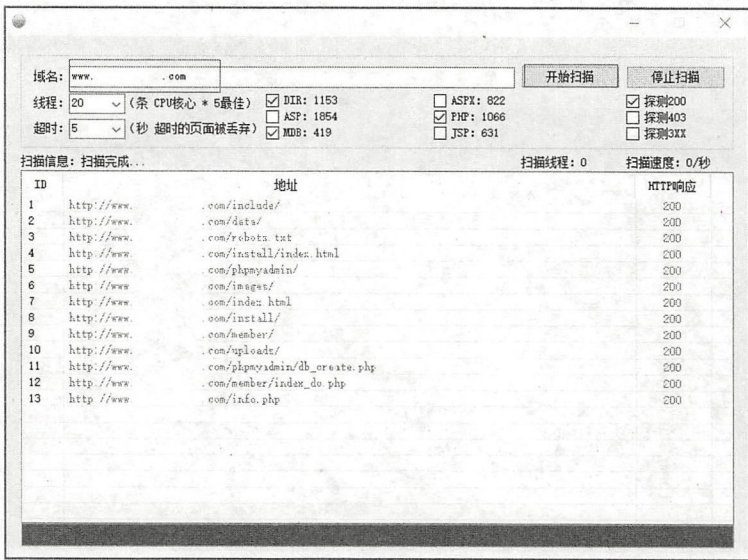 域名: www. .com 开始扫描 停止扫描
线程: 20 (条 CPU核心 * 5最佳) DIR: 1153 ASPX: 822 探测200
ASP: 1854 PHP: 1066 探测403
超时: 5 (秒 超时的页面被丢弃) MDB: 419 JSP: 631 探测3XX
扫描信息: 扫描完成... 扫描线程: 0 扫描速度: 0/秒
ID 地址 HTTP响应
1 http://www. .com/include/ 200
2 http://www. .com/data/ 200
3 http://www. .com/robots.txt 200
4 http://www. .com/install/index.html 200
5 http://www. .com/phpmyadmin/ 200
6 http://www. .com/images/ 200
7 http://www. .com/index.html 200
8 http://www. .com/install/ 200
9 http://www. .com/member/ 200
10 http://www. .com/uploads/ 200
11 http://www. .com/phpmyadmin/db_create.php 200
12 http://www. .com/member/index_do.php 200
13 http://www .com/info.php 200